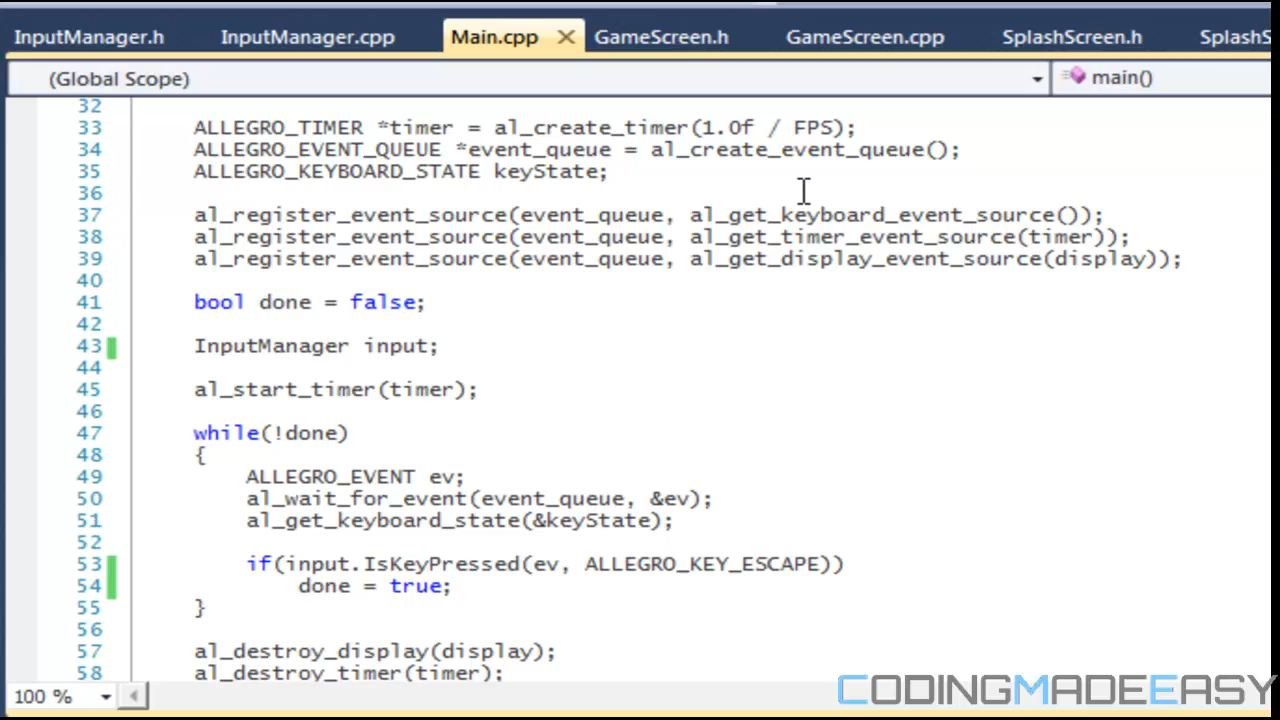 InputManager.h InputManager.cpp Main.cpp GameScreen.h GameScreen.cpp SplashScreen.h SplashS
(Global Scope) main()
32
33 ALLEGRO_TIMER *timer = al_create_timer(1.0f / FPS);
34 ALLEGRO_EVENT_QUEUE *event_queue = al_create_event_queue();
35 ALLEGRO_KEYBOARD_STATE keyState;
36
37 al_register_event_source(event_queue, al_get_keyboard_event_source());
38 al_register_event_source(event_queue, al_get_timer_event_source(timer));
39 al_register_event_source(event_queue, al_get_display_event_source(display));
40
41 bool done = false;
42
43 InputManager input;
44
45 al_start_timer(timer);
46
47 while(!done)
48 {
49 ALLEGRO_EVENT ev;
50 al_wait_for_event(event_queue, &ev);
51 al_get_keyboard_state(&keyState);
52
53 if(input.IsKeyPressed(ev, ALLEGRO_KEY_ESCAPE))
54 done = true;
55 }
56
57 al_destroy_display(display);
58 al_destroy_timer(timer);
100 %
CODINGMADEEASY